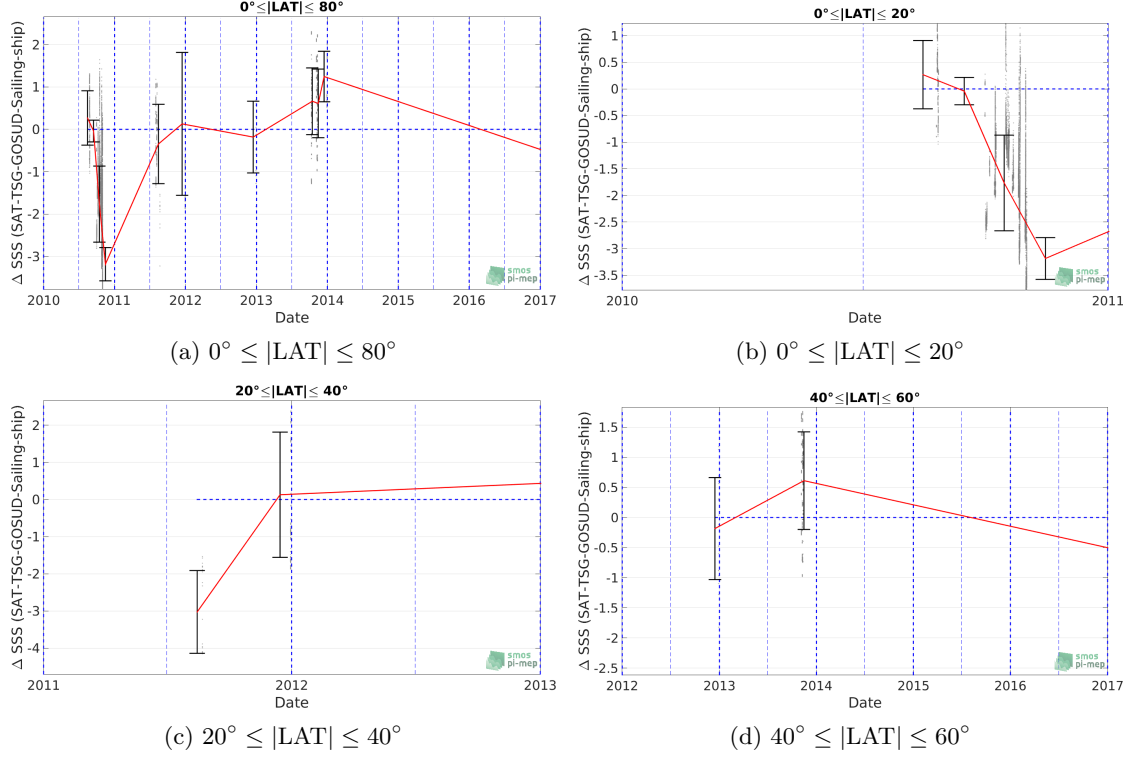 0°≤|LAT|≤ 80°
Δ SSS (SAT-TSG-GOSUD-Sailing-ship)
2
1
0
-1
-2
-3
2010 2011 2012 2013 2014 2015 2016 2017
Date
smos
pi-mep
(a) 0° ≤ |LAT| ≤ 80°
0°≤|LAT|≤ 20°
Δ SSS (SAT-TSG-GOSUD-Sailing-ship)
1
0.5
0
-0.5
-1
-1.5
-2
-2.5
-3
-3.5
2010 2011
Date
smos
pi-mep
(b) 0° ≤ |LAT| ≤ 20°
20°≤|LAT|≤ 40°
Δ SSS (SAT-TSG-GOSUD-Sailing-ship)
2
1
0
-1
-2
-3
-4
2011 2012 2013
Date
smos
pi-mep
(c) 20° ≤ |LAT| ≤ 40°
40°≤|LAT|≤ 60°
Δ SSS (SAT-TSG-GOSUD-Sailing-ship)
1.5
1
0.5
0
-0.5
-1
-1.5
-2
-2.5
2012 2013 2014 2015 2016 2017
Date
smos
pi-mep
(d) 40° ≤ |LAT| ≤ 60°